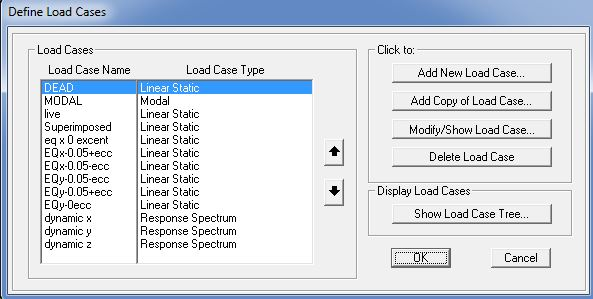 Define Load Cases
Load Cases
Load Case Name Load Case Type
DEAD Linear Static
MODAL Modal
live Linear Static
Superimposed Linear Static
eq x 0 excent Linear Static
EQx-0.05+ecc Linear Static
EQx-0.05-ecc Linear Static
EQy-0.05-ecc Linear Static
EQy-0.05+ecc Linear Static
EQy-0ecc Linear Static
dynamic x Response Spectrum
dynamic y Response Spectrum
dynamic z Response Spectrum
Click to:
Add New Load Case...
Add Copy of Load Case...
Modify/Show Load Case...
Delete Load Case
Display Load Cases
Show Load Case Tree...
OK Cancel